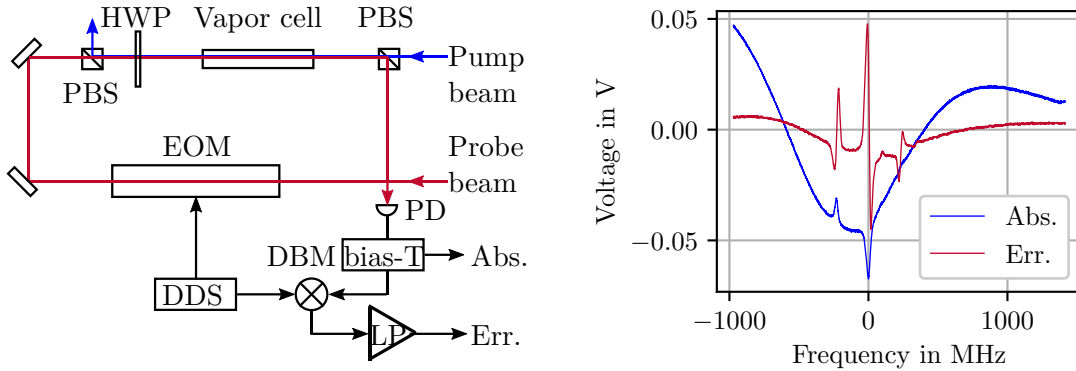 HWP
Vapor cell
PBS
Pump
beam
PBS
EOM
Probe
beam
PD
DBM
bias-T
Abs.
DDS
LP
Err.
0.05
0.00
−0.05
Voltage in V
Abs.
Err.
−1000
0
1000
Frequency in MHz